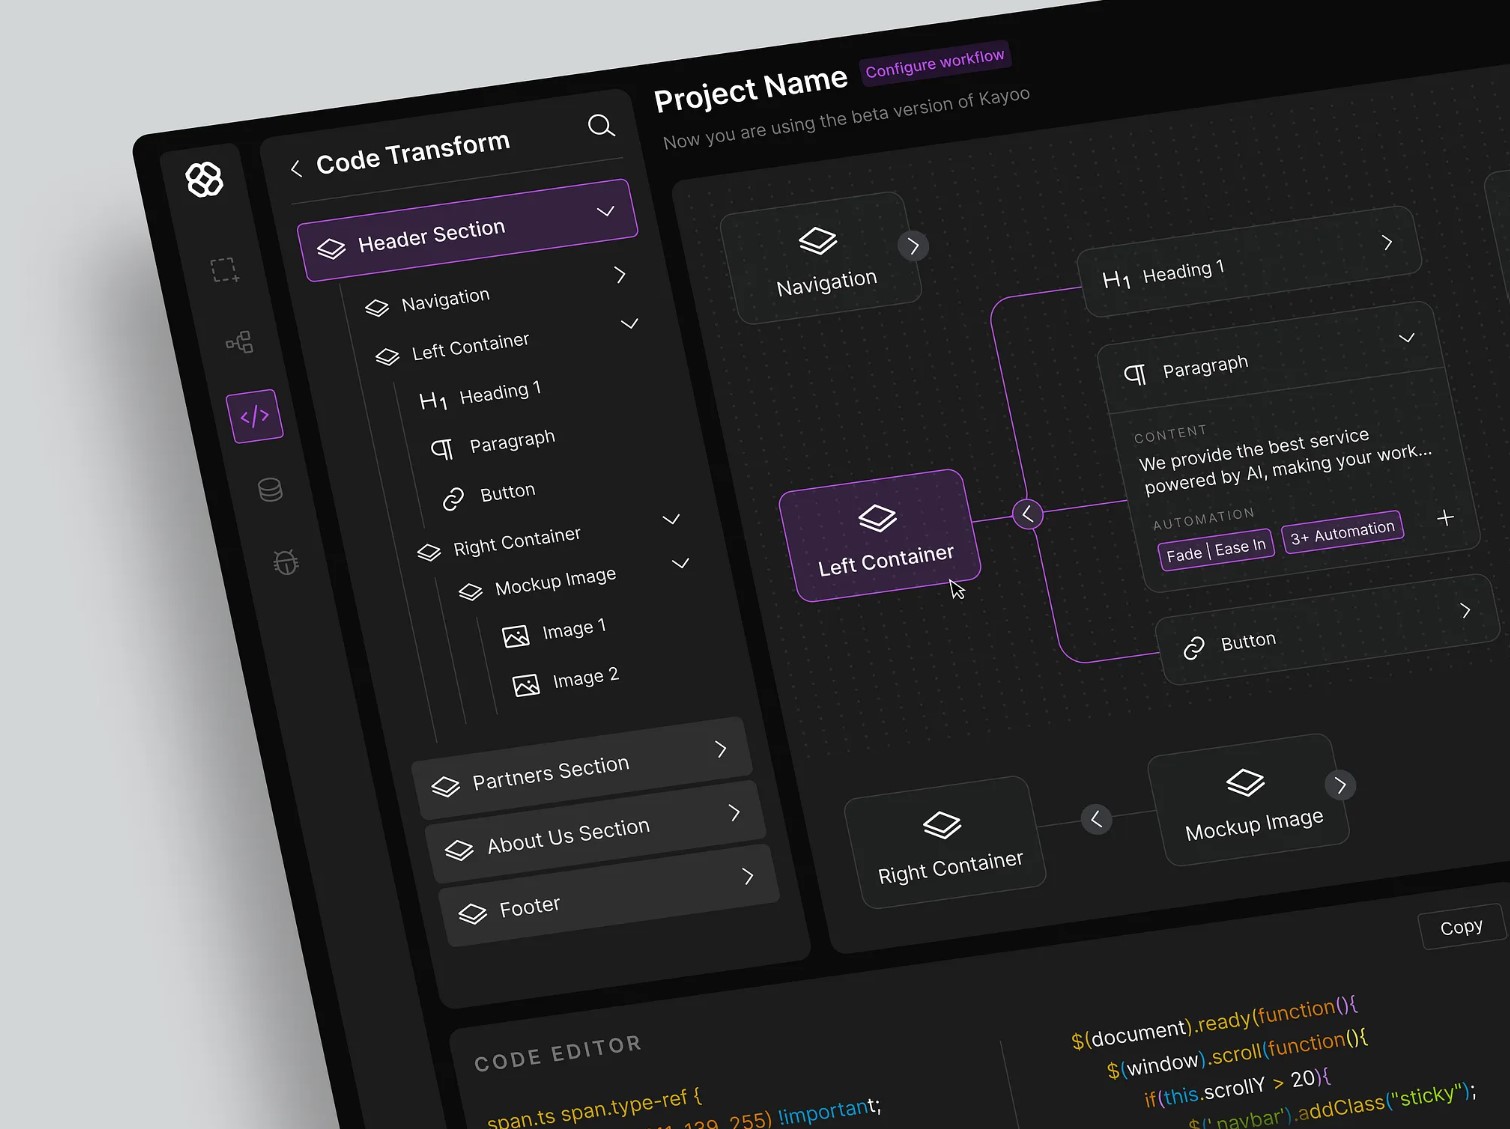 Project Name
Configure workflow
Now you are using the beta version of Kayoo
Code Transform
Header Section
Navigation
Left Container
H1 Heading 1
Paragraph
Button
Right Container
Mockup Image
Image 1
Image 2
Partners Section
About Us Section
Footer
Navigation
H1 Heading 1
Paragraph
CONTENT
We provide the best service
powered by AI, making your work...
AUTOMATION
Fade | Ease In
3+ Automation
Left Container
Button
Mockup Image
Right Container
Copy
CODE EDITOR
span.ts span.type-ref {
139, 255) !important;
$(document).ready(function(){
$(window).scroll(function(){
if(this.scrollY > 20){
$('.navbar').addClass("sticky");